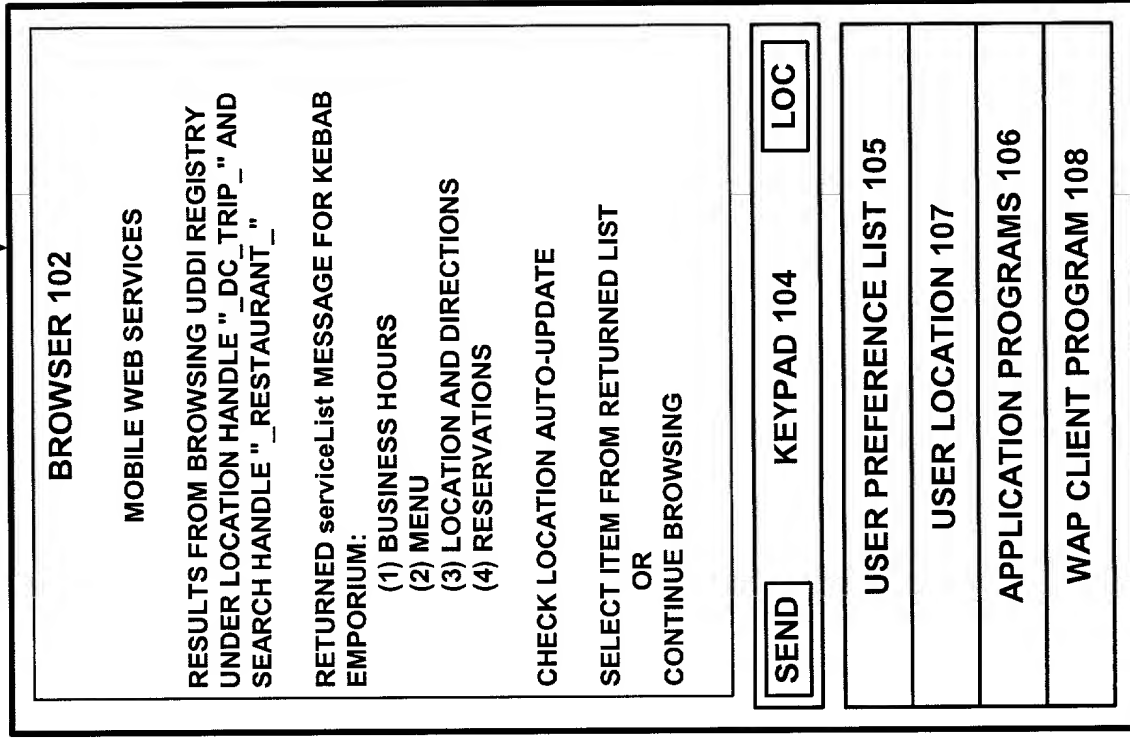 BROWSER 102
MOBILE WEB SERVICES
RESULTS FROM BROWSING UDDI REGISTRY
UNDER LOCATION HANDLE "_DC_TRIP_" AND
SEARCH HANDLE "_RESTAURANT_"
RETURNED serviceList MESSAGE FOR KEBAB
EMPORIUM:
(1) BUSINESS HOURS
(2) MENU
(3) LOCATION AND DIRECTIONS
(4) RESERVATIONS
CHECK LOCATION AUTO-UPDATE
SELECT ITEM FROM RETURNED LIST
OR
CONTINUE BROWSING
SEND KEYPAD 104 LOC
USER PREFERENCE LIST 105
USER LOCATION 107
APPLICATION PROGRAMS 106
WAP CLIENT PROGRAM 108